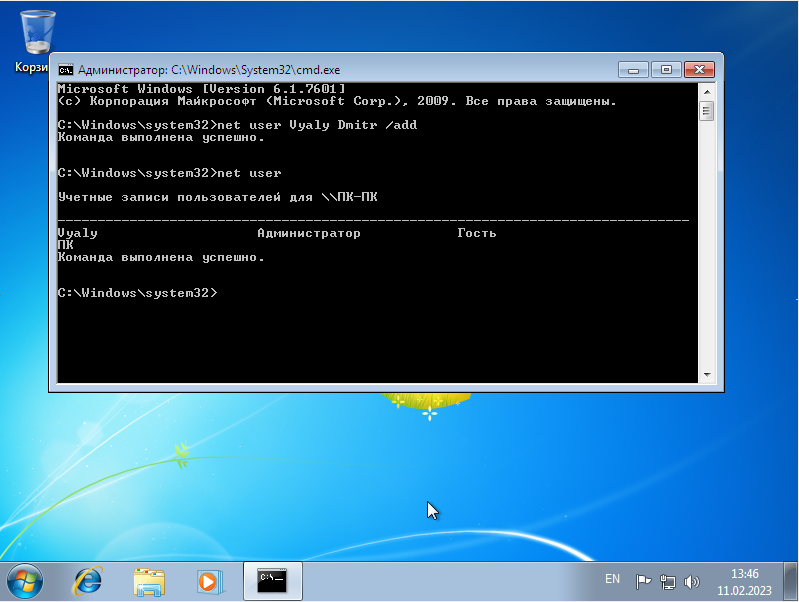 Корзи
Администратор: C:\Windows\System32\cmd.exe
Microsoft Windows [Version 6.1.7601]
(c) Корпорация Майкрософт (Microsoft Corp.), 2009. Все права защищены.
C:\Windows\system32>net user Vyaly Dmitr /add
Команда выполнена успешно.
C:\Windows\system32>net user
Учетные записи пользователей для \\ПК-ПК
-------------------------------------------------------------------------------
Vyaly Администратор Гость
ПК
Команда выполнена успешно.
C:\Windows\system32>
EN
13:46
11.02.2023